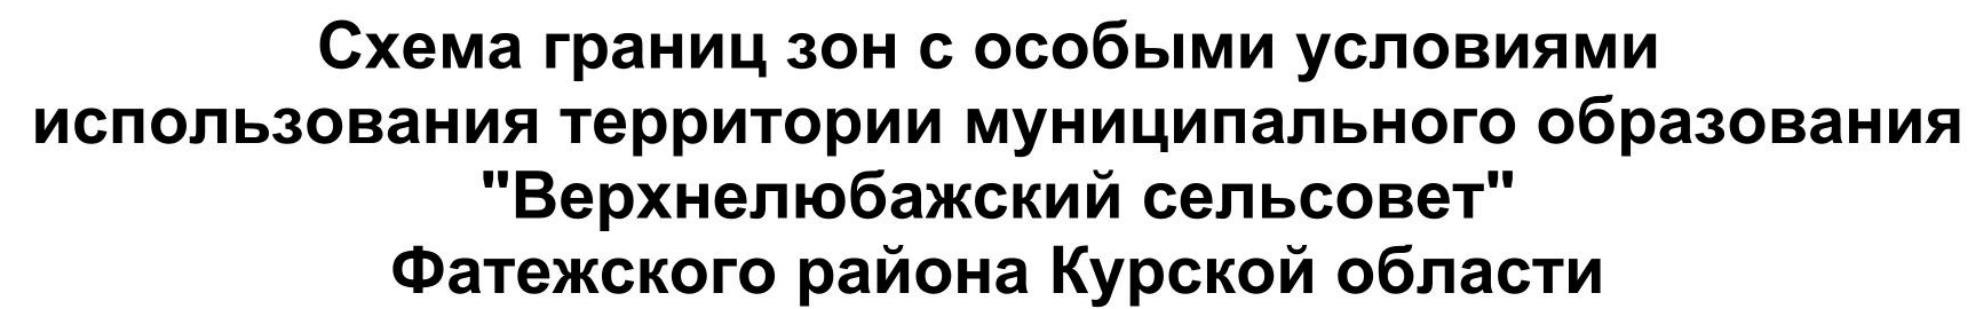 Схема границ зон с особыми условиями
использования территории муниципального образования
"Верхнелюбажский сельсовет"
Фатежского района Курской области